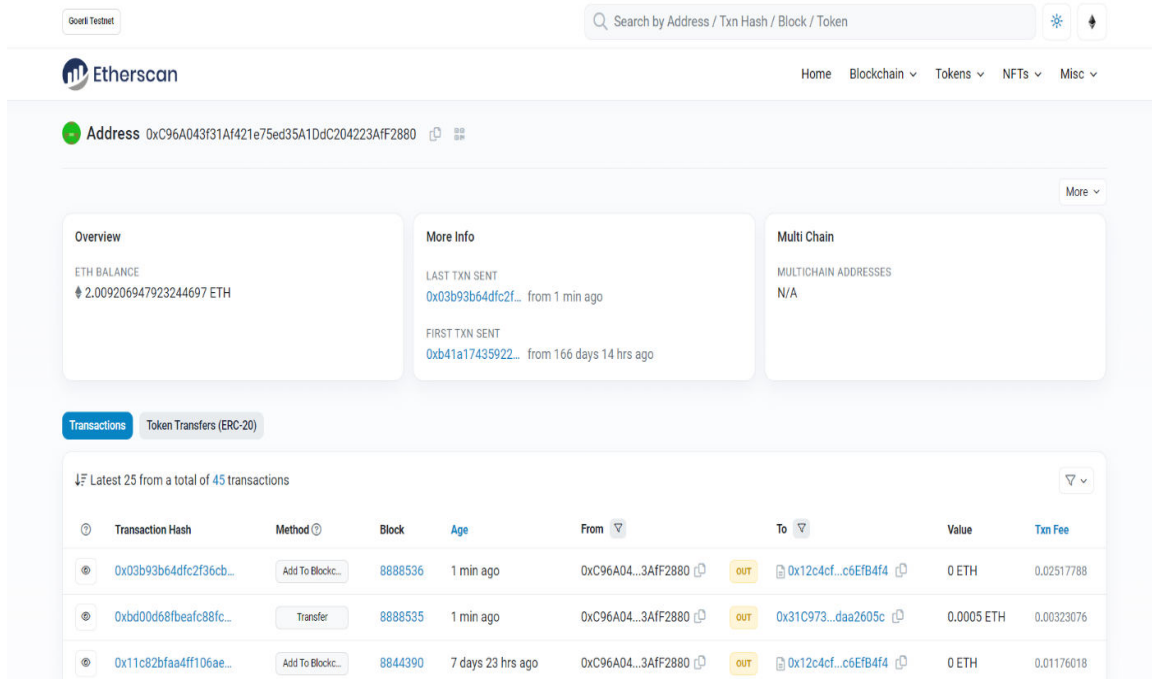 Goerli Testnet
Search by Address / Txn Hash / Block / Token
Etherscan
Home Blockchain Tokens NFTs Misc
Address 0xC96A043f31Af421e75ed35A1DdC204223AfF2880
More
Overview
ETH BALANCE
2.009206947923244697 ETH
More Info
LAST TXN SENT
0x03b93b64dfc2f... from 1 min ago
FIRST TXN SENT
0xb41a17435922... from 166 days 14 hrs ago
Multi Chain
MULTICHAIN ADDRESSES
N/A
Transactions Token Transfers (ERC-20)
Latest 25 from a total of 45 transactions
Transaction Hash Method Block Age From To Value Txn Fee
0x03b93b64dfc2f36cb... Add To Blockc... 8888536 1 min ago 0xC96A04...3AfF2880 OUT 0x12c4cf...c6EfB4f4 0 ETH 0.02517788
0xbd00d68fbeafc88fc... Transfer 8888535 1 min ago 0xC96A04...3AfF2880 OUT 0x31C973...daa2605c 0.0005 ETH 0.00323076
0x11c82bfaa4ff106ae... Add To Blockc... 8844390 7 days 23 hrs ago 0xC96A04...3AfF2880 OUT 0x12c4cf...c6EfB4f4 0 ETH 0.01176018